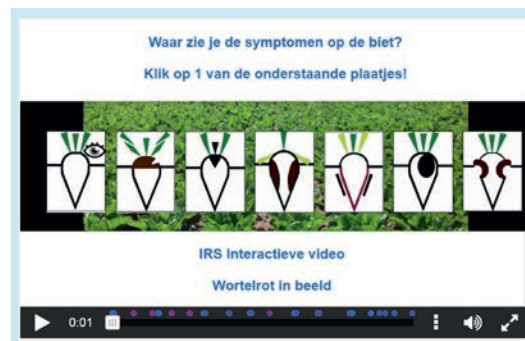 Waar zie je de symptomen op de biet?
Klik op 1 van de onderstaande plaatjes!
IRS Interactieve video
Wortelrot in beeld
0:01